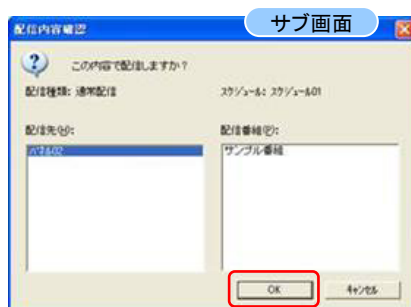 サブ画面
配信内容確認
この内容で配信しますか？
配信種類: 通常配信
スケジュール: スケジュール01
配信先(H):
配信番組(P):
パネル02
サンプル番組
OK
キャンセル